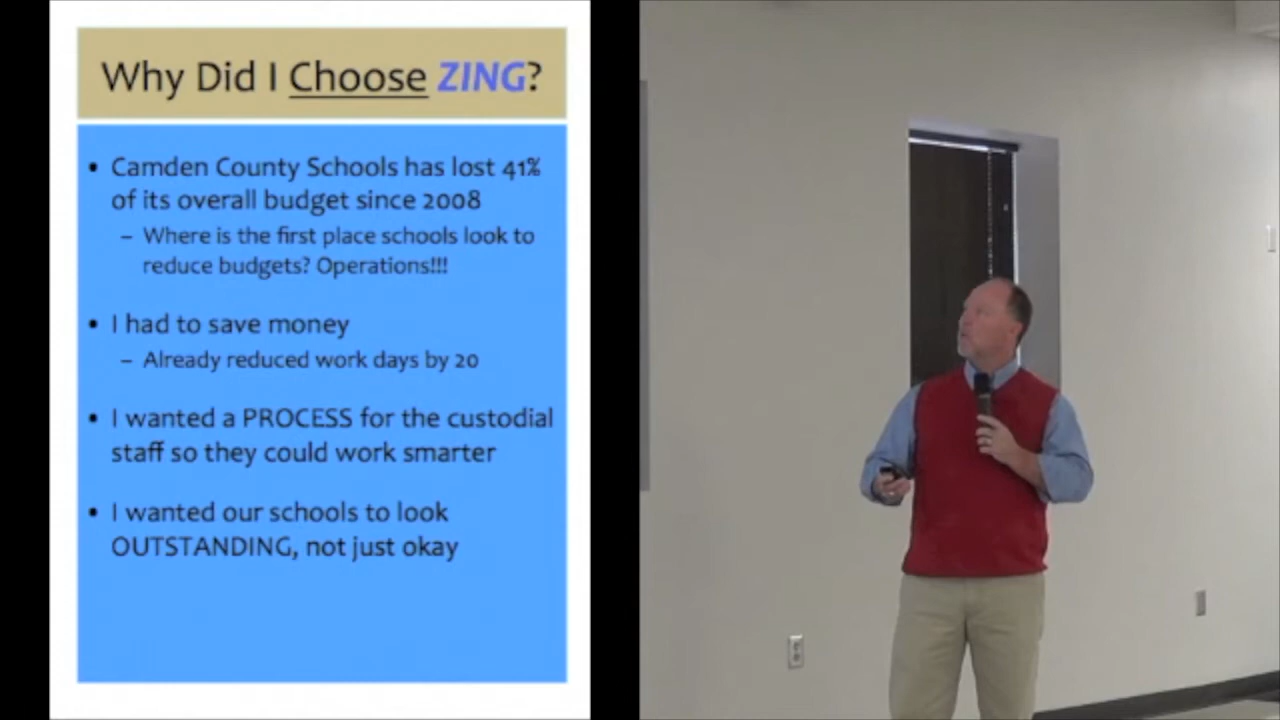 Why Did I Choose ZING?
• Camden County Schools has lost 41%
of its overall budget since 2008
– Where is the first place schools look to
reduce budgets? Operations!!!
• I had to save money
– Already reduced work days by 20
• I wanted a PROCESS for the custodial
staff so they could work smarter
• I wanted our schools to look
OUTSTANDING, not just okay